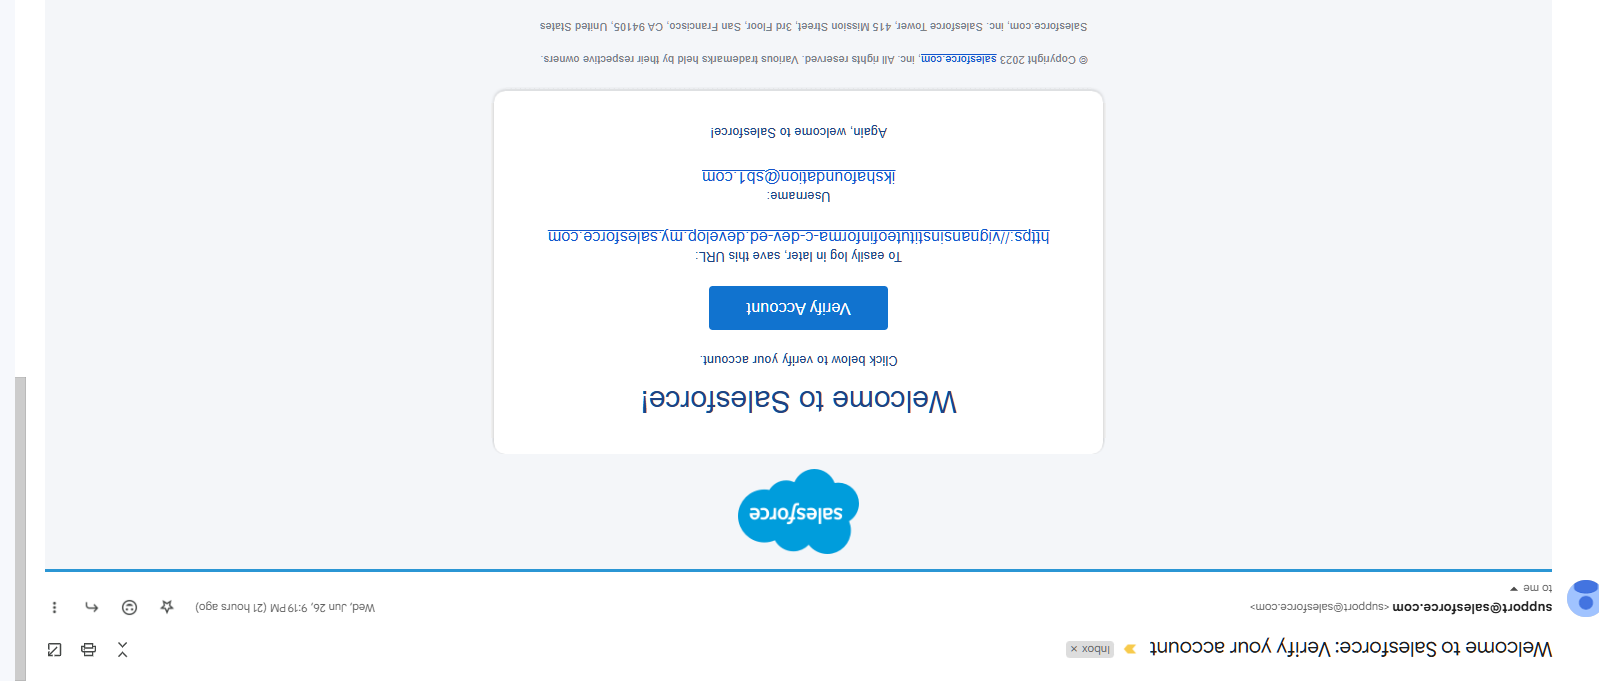 Welcome to Salesforce: Verify your account
Inbox ×
support@salesforce.com <support@salesforce.com>
Wed, Jun 26, 9:19 PM (21 hours ago)
to me
salesforce
Welcome to Salesforce!
Click below to verify your account.
Verify Account
To easily log in later, save this URL:
https://vignansinstituteofinforma-c-dev-ed.develop.my.salesforce.com
Username:
ikshafoundation@sb1.com
Again, welcome to Salesforce!
© Copyright 2023 salesforce.com, inc. All rights reserved. Various trademarks held by their respective owners.
Salesforce.com, inc. Salesforce Tower, 415 Mission Street, 3rd Floor, San Francisco, CA 94105, United States